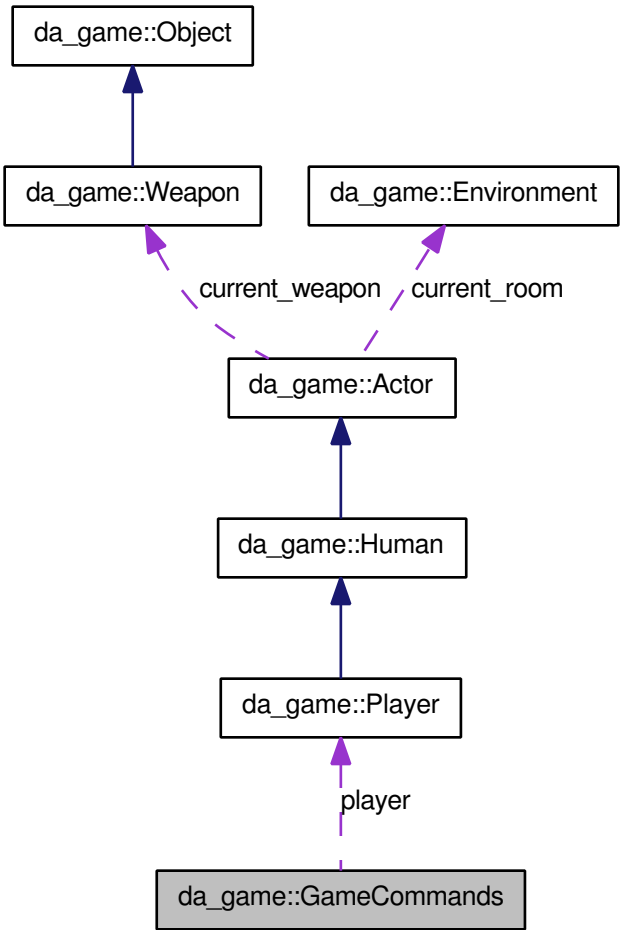 da_game::Object
da_game::Weapon
da_game::Environment
current_weapon
current_room
da_game::Actor
da_game::Human
da_game::Player
player
da_game::GameCommands